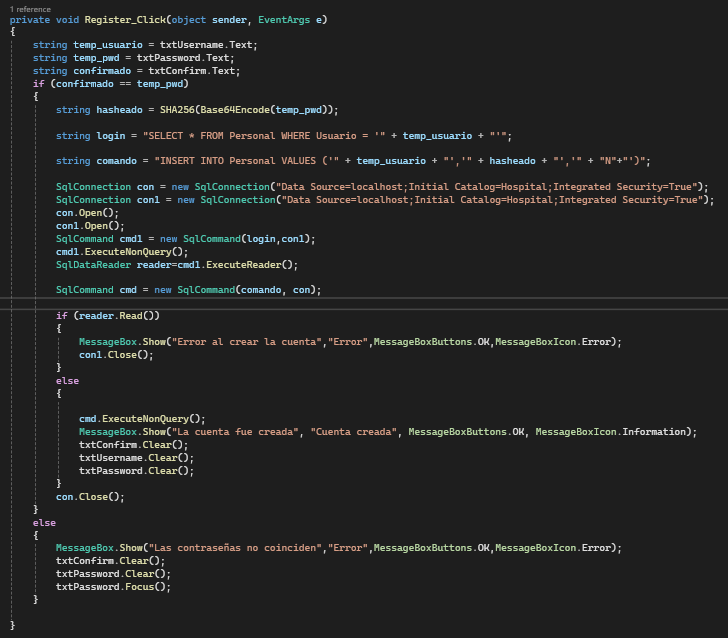 1 reference
private void Register_Click(object sender, EventArgs e)
{
string temp_usuario = txtUsername.Text;
string temp_pwd = txtPassword.Text;
string confirmado = txtConfirm.Text;
if (confirmado == temp_pwd)
{
string hasheado = SHA256(Base64Encode(temp_pwd));
string login = "SELECT * FROM Personal WHERE Usuario = '" + temp_usuario + "'";
string comando = "INSERT INTO Personal VALUES ('" + temp_usuario + "','" + hasheado + "','" + "N"+"')";
SqlConnection con = new SqlConnection("Data Source=localhost;Initial Catalog=Hospital;Integrated Security=True");
SqlConnection con1 = new SqlConnection("Data Source=localhost;Initial Catalog=Hospital;Integrated Security=True");
con.Open();
con1.Open();
SqlCommand cmd1 = new SqlCommand(login,con1);
cmd1.ExecuteNonQuery();
SqlDataReader reader=cmd1.ExecuteReader();
SqlCommand cmd = new SqlCommand(comando, con);
if (reader.Read())
{
MessageBox.Show("Error al crear la cuenta","Error",MessageBoxButtons.OK,MessageBoxIcon.Error);
con1.Close();
}
else
{
cmd.ExecuteNonQuery();
MessageBox.Show("La cuenta fue creada", "Cuenta creada", MessageBoxButtons.OK, MessageBoxIcon.Information);
txtConfirm.Clear();
txtUsername.Clear();
txtPassword.Clear();
}
con.Close();
}
else
{
MessageBox.Show("Las contraseñas no coinciden","Error",MessageBoxButtons.OK,MessageBoxIcon.Error);
txtConfirm.Clear();
txtPassword.Clear();
txtPassword.Focus();
}
}